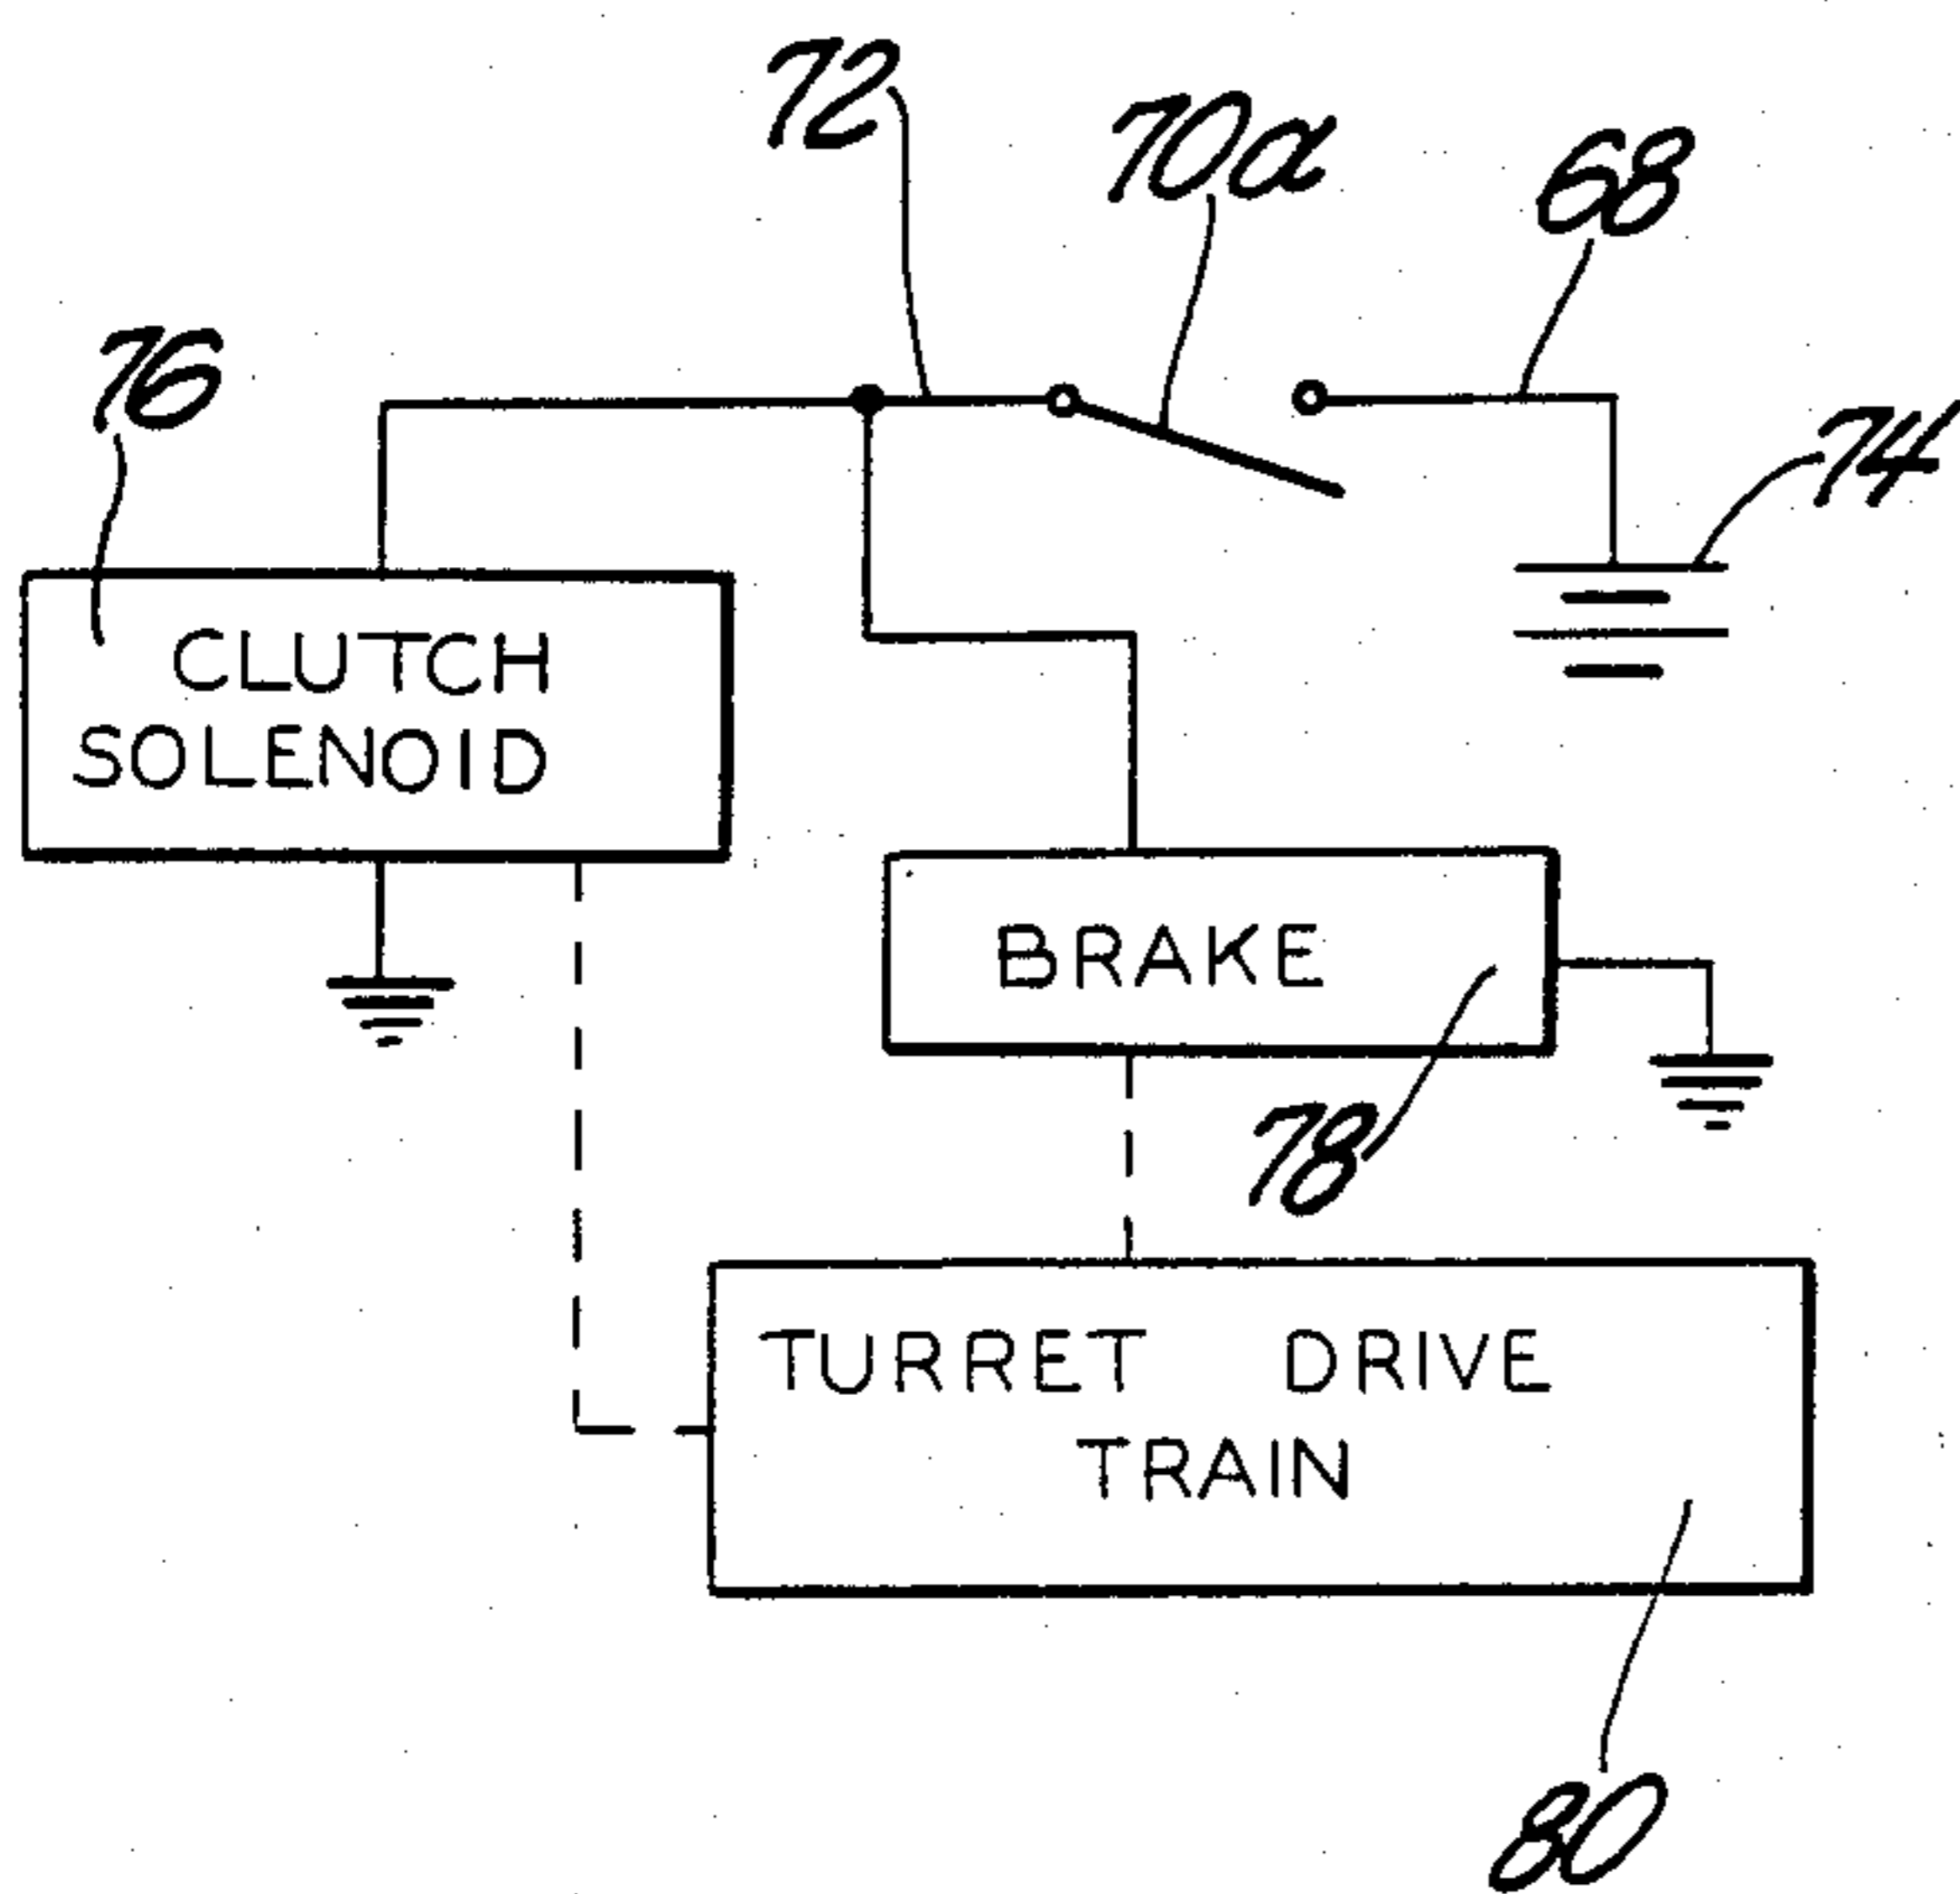 72
70a
68
76
74
CLUTCH
SOLENOID
BRAKE
78
TURRET DRIVE
TRAIN
80